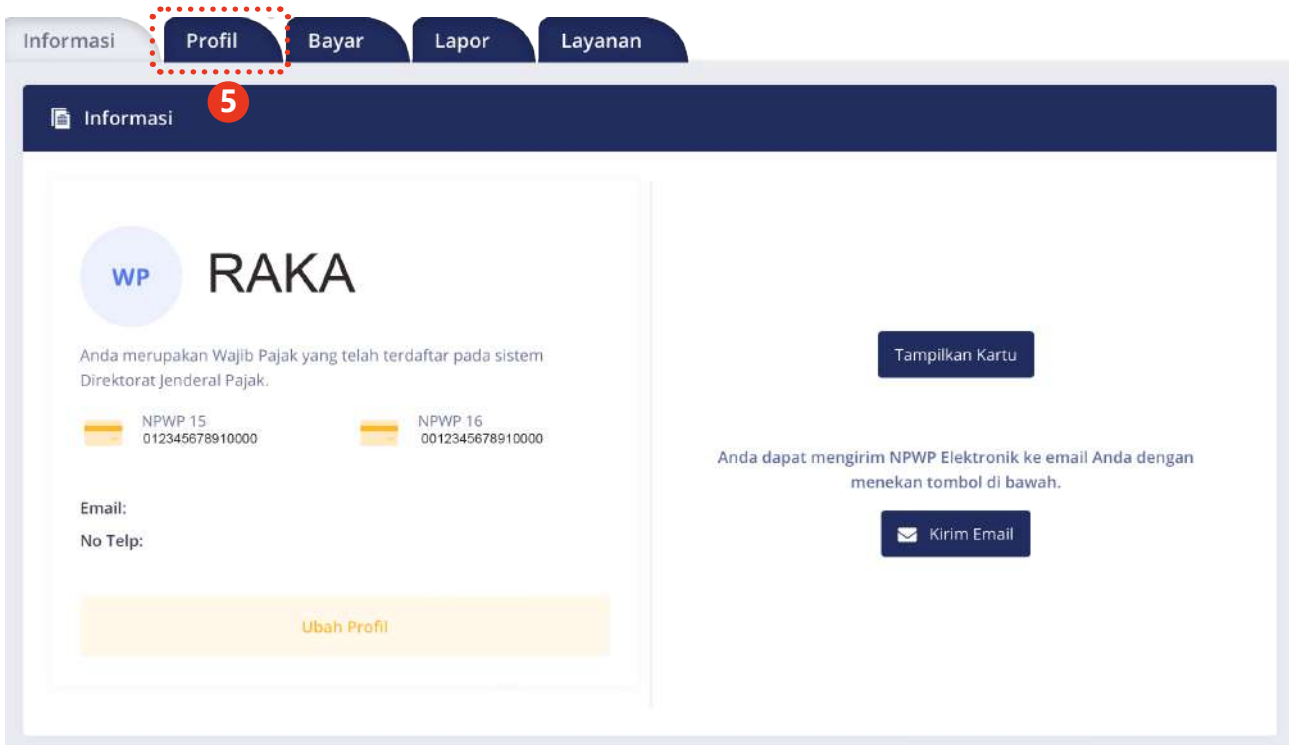 Informasi Profil Bayar Lapor Layanan
5
Informasi
WP RAKA
Anda merupakan Wajib Pajak yang telah terdaftar pada sistem
Direktorat Jenderal Pajak.
NPWP 15
012345678910000
NPWP 16
0012345678910000
Email:
No Telp:
Ubah Profil
Tampilkan Kartu
Anda dapat mengirim NPWP Elektronik ke email Anda dengan
menekan tombol di bawah.
Kirim Email